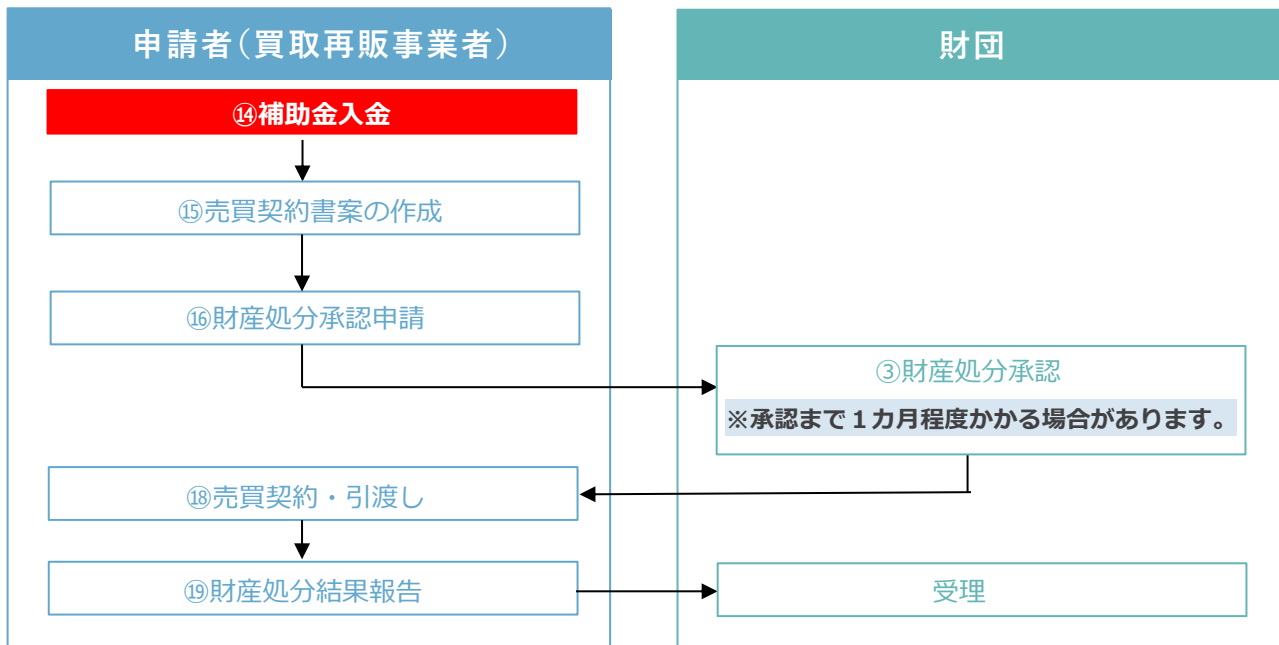 申請者（買取再販事業者）
財団
⑭補助金入金
⑮売買契約書案の作成
⑯財産処分承認申請
③財産処分承認
※承認まで１カ月程度かかる場合があります。
⑱売買契約・引渡し
⑲財産処分結果報告
受理